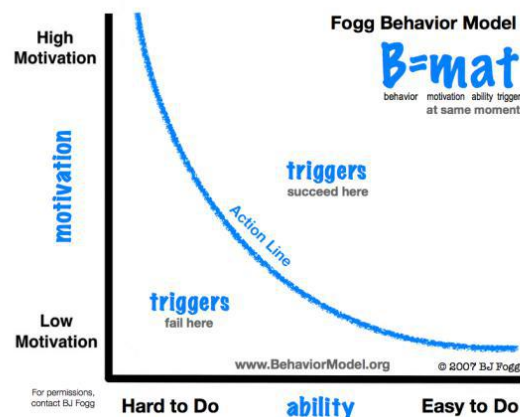 Fogg Behavior Model
B=mat
behavior motivation ability trigger
at same moment
High
Motivation
motivation
triggers
succeed here
Action Line
triggers
fail here
Low
Motivation
www.BehaviorModel.org
© 2007 BJ Fogg
For permissions,
contact BJ Fogg
Hard to Do
ability
Easy to Do